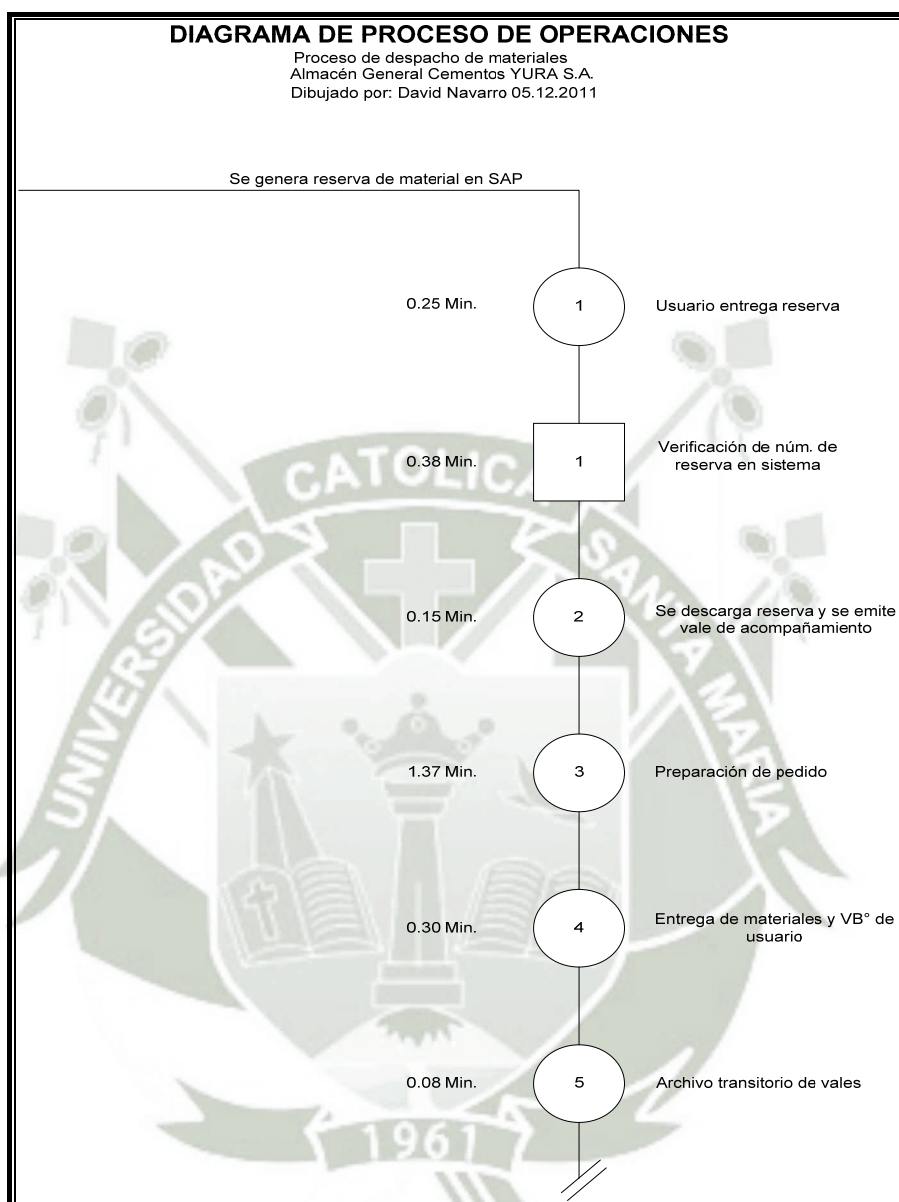 DIAGRAMA DE PROCESO DE OPERACIONES
Proceso de despacho de materiales
Almacén General Cementos YURA S.A.
Dibujado por: David Navarro 05.12.2011
Se genera reserva de material en SAP
0.25 Min.
1
Usuario entrega reserva
0.38 Min.
1
Verificación de núm. de
reserva en sistema
0.15 Min.
2
Se descarga reserva y se emite
vale de acompañamiento
1.37 Min.
3
Preparación de pedido
0.30 Min.
4
Entrega de materiales y VB° de
usuario
0.08 Min.
5
Archivo transitorio de vales
UNIVERSIDAD CATOLICA SANTA MARIA
1961